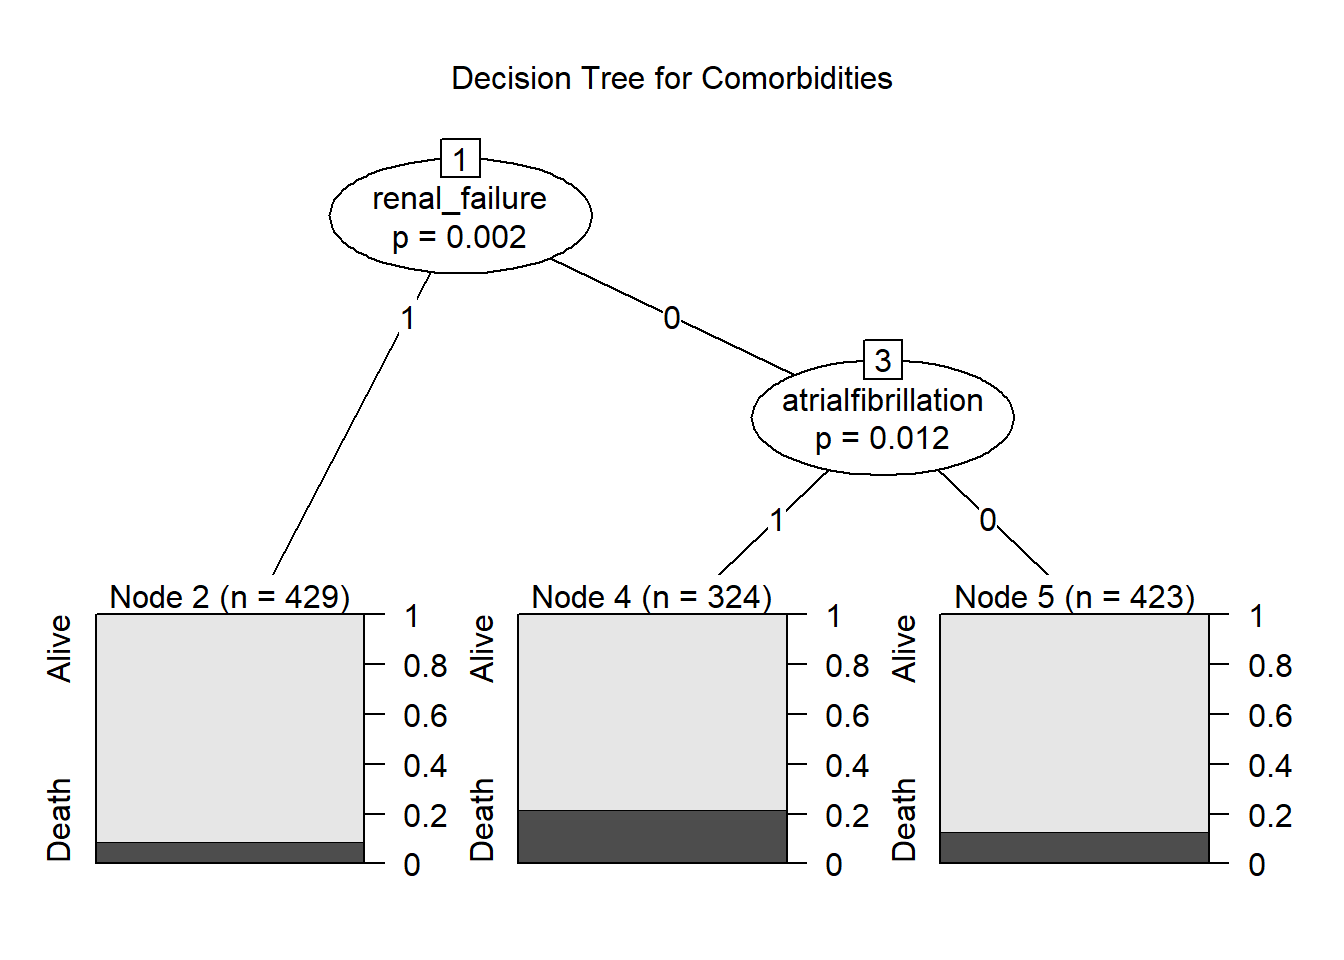 Decision Tree for Comorbidities
1
renal_failure
p = 0.002
1
0
3
atrialfibrillation
p = 0.012
1
0
Node 2 (n = 429)
Alive
Death
1
0.8
0.6
0.4
0.2
0
Node 4 (n = 324)
Alive
Death
1
0.8
0.6
0.4
0.2
0
Node 5 (n = 423)
Alive
Death
1
0.8
0.6
0.4
0.2
0